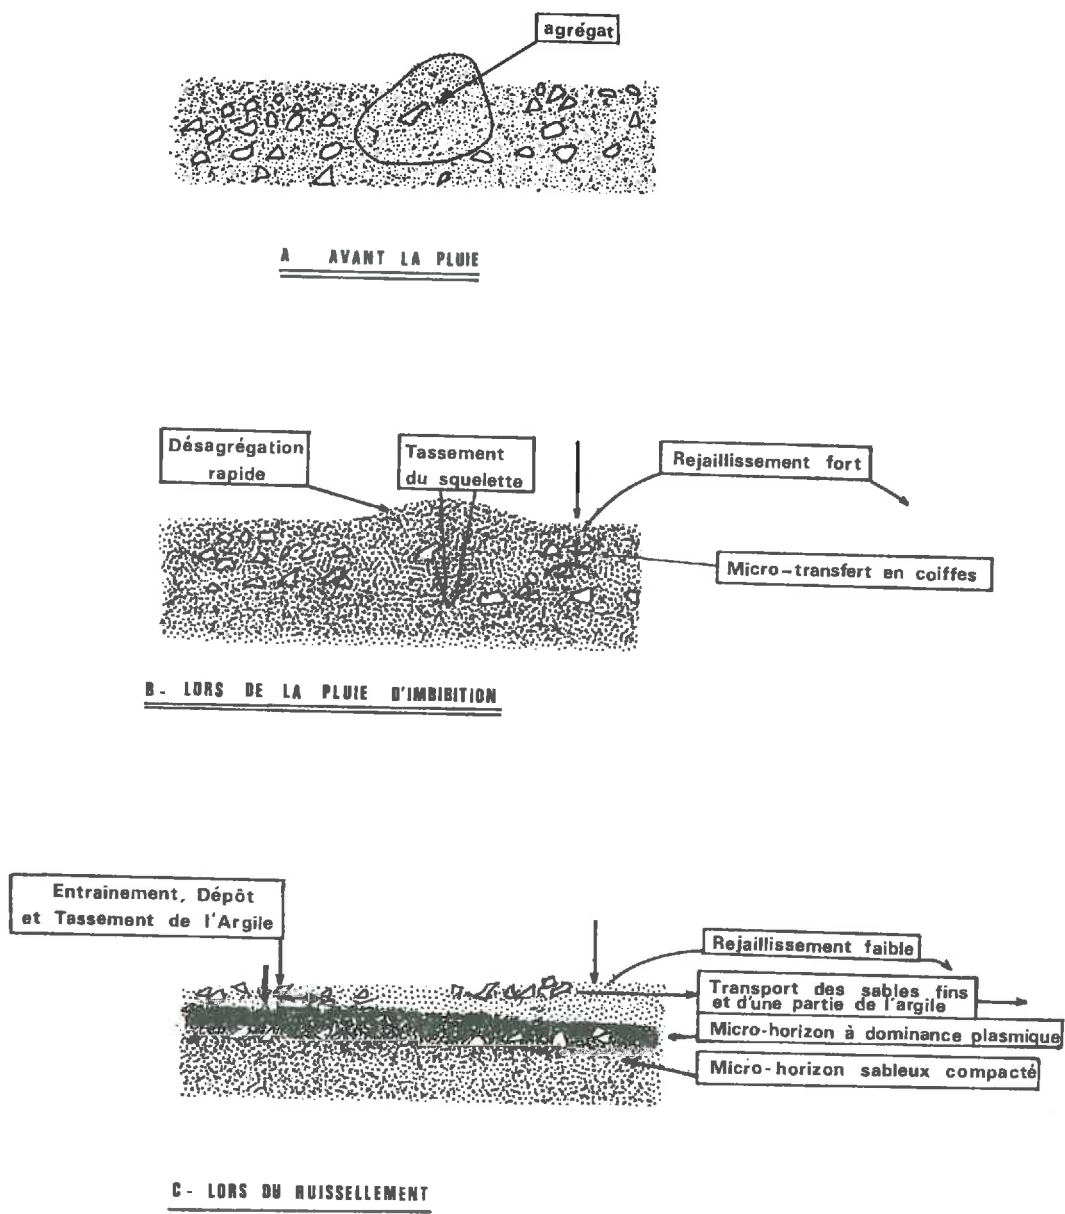 agrégat
A AVANT LA PLUIE
Désagrégation
rapide
Tassement
du squelette
Rejaillissement fort
Micro-transfert en coiffes
B - LORS DE LA PLUIE D'IMBIBITION
Entrainement, Dépôt
et Tassement de l'Argile
Rejaillissement faible
Transport des sables fins
et d'une partie de l'argile
Micro-horizon à dominance plasmique
Micro-horizon sableux compacté
C - LORS DU RUISSELLEMENT